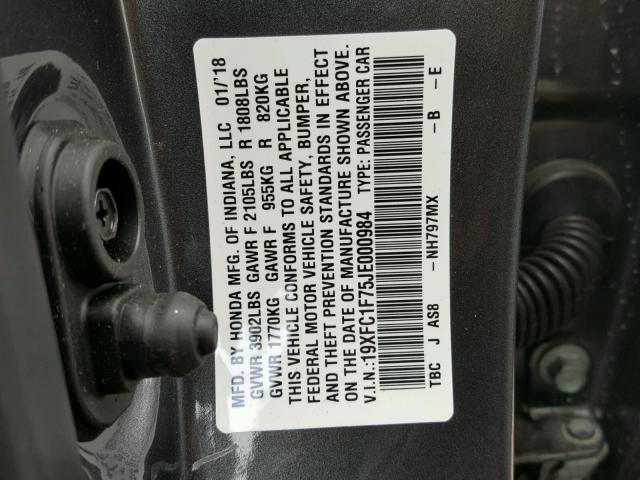 MFD. BY HONDA MFG. OF INDIANA, LLC 01/'18
GVWR 3902LBS GAWR F 2105LBS R 1808LBS
GVWR 1770KG GAWR F 955KG R 820KG
THIS VEHICLE CONFORMS TO ALL APPLICABLE
FEDERAL MOTOR VEHICLE SAFETY, BUMPER,
AND THEFT PREVENTION STANDARDS IN EFFECT
ON THE DATE OF MANUFACTURE SHOWN ABOVE.
V.I.N.:19XFC1F75JE000984 TYPE: PASSENGER CAR
TBC J AS8 -NH797MX -B -E